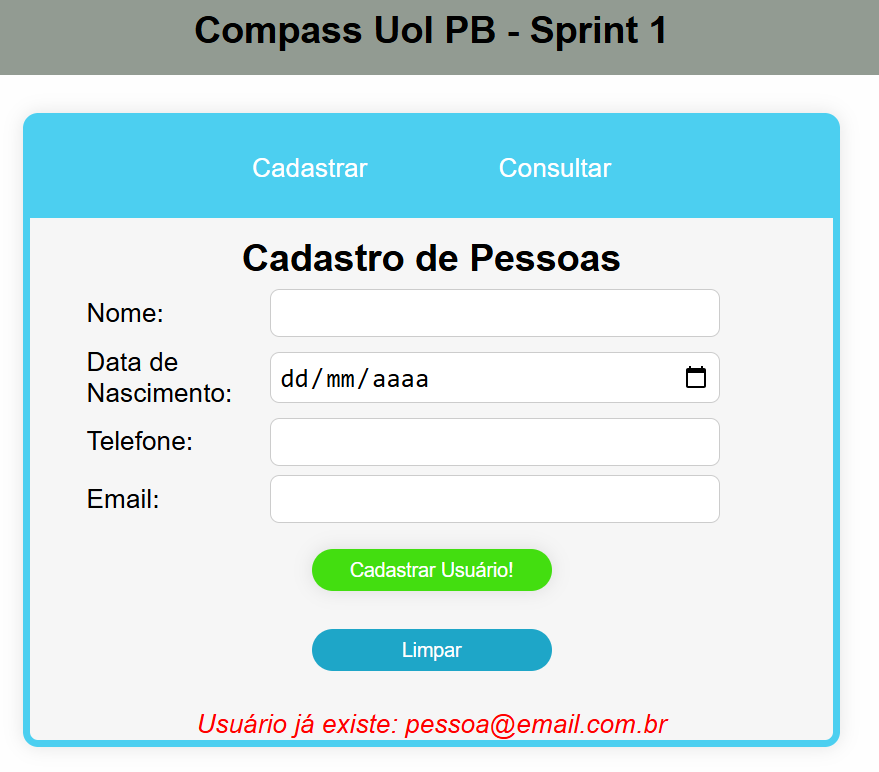 Compass Uol PB - Sprint 1
Cadastrar Consultar
Cadastro de Pessoas
Nome:
Data de
Nascimento:
dd/mm/aaaa
Telefone:
Email:
Cadastrar Usuário!
Limpar
Usuário já existe: pessoa@email.com.br